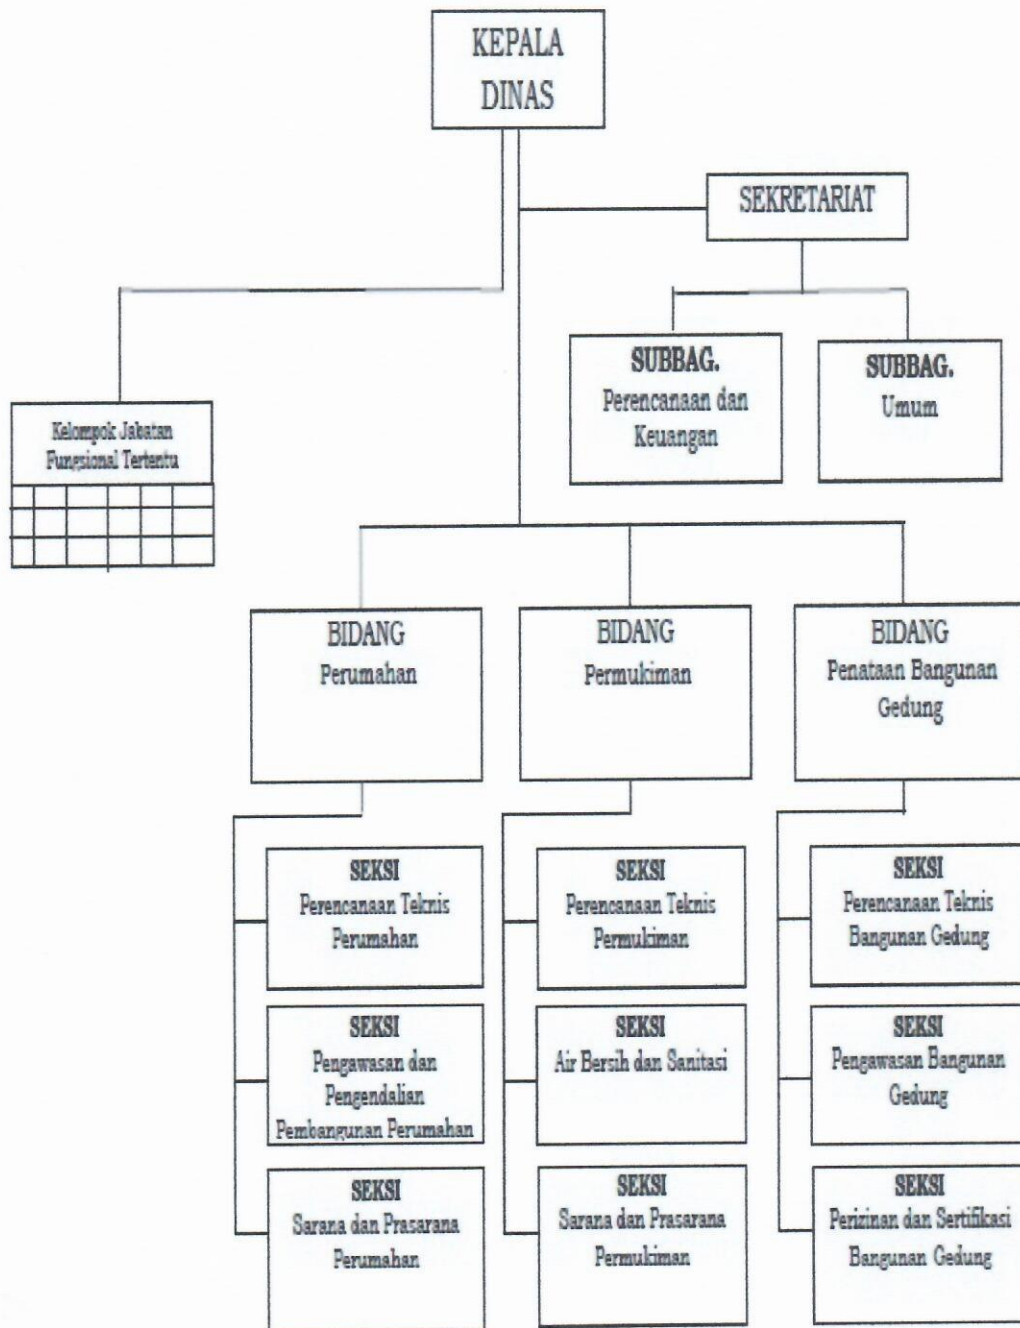 KEPALA
DINAS
SEKRETARIAT
SUBBAG.
Perencanaan dan
Keuangan
SUBBAG.
Umum
Kelompok Jabatan
Fungsional Tertentu
BIDANG
Perumahan
BIDANG
Permukiman
BIDANG
Penataan Bangunan
Gedung
SEKSI
Perencanaan Teknis
Perumahan
SEKSI
Perencanaan Teknis
Permukiman
SEKSI
Perencanaan Teknis
Bangunan Gedung
SEKSI
Pengawasan dan
Pengendalian
Pembangunan Perumahan
SEKSI
Air Bersih dan Sanitasi
SEKSI
Pengawasan Bangunan
Gedung
SEKSI
Sarana dan Prasarana
Perumahan
SEKSI
Sarana dan Prasarana
Permukiman
SEKSI
Perizinan dan Sertifikasi
Bangunan Gedung